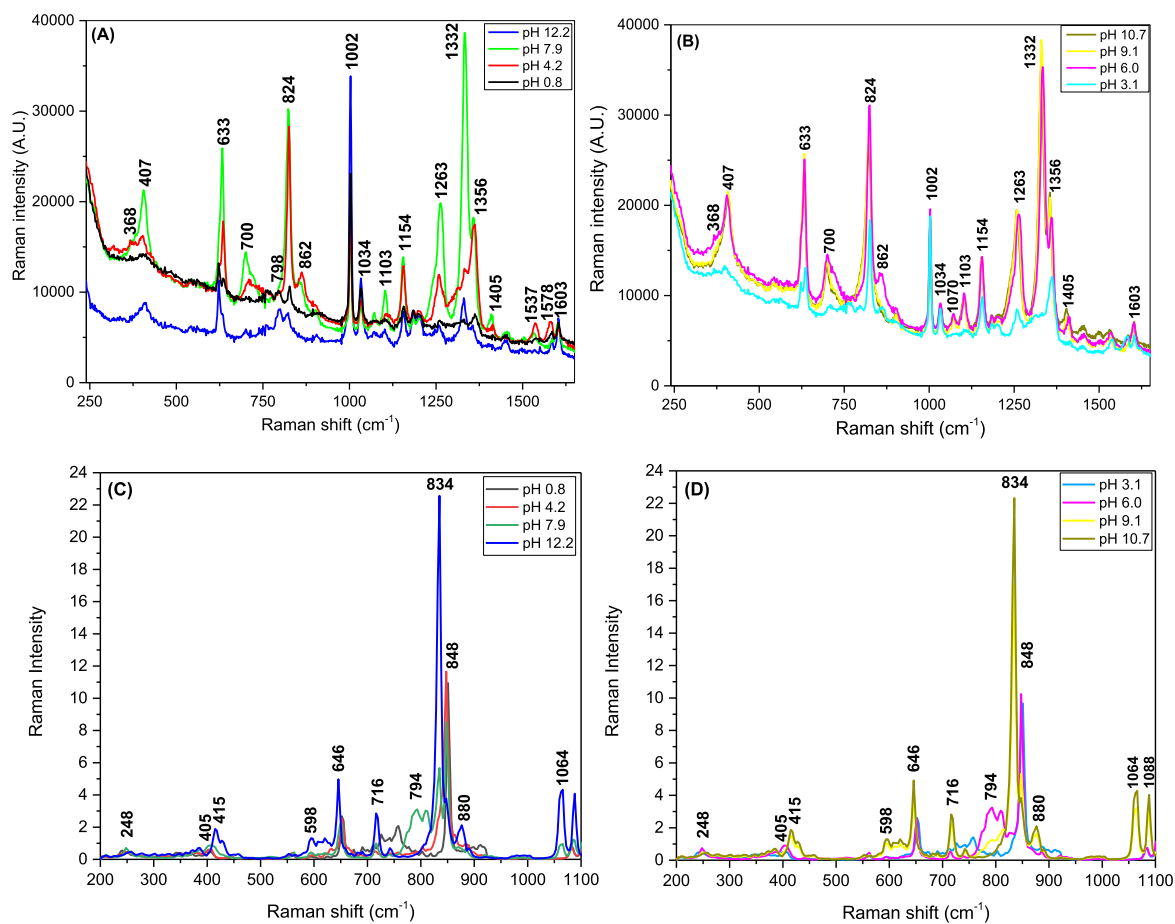 (A)
pH 12.2
pH 7.9
pH 4.2
pH 0.8
40000
30000
20000
10000
0
368
407
633
700
798
824
862
1002
1034
1103
1154
1263
1332
1356
1405
1537
1578
1603
250 500 750 1000 1250 1500
Raman intensity (A.U.)
Raman shift (cm⁻¹)
(B)
pH 10.7
pH 9.1
pH 6.0
pH 3.1
40000
30000
20000
10000
0
368
407
633
700
824
862
1002
1034
1070
1103
1154
1263
1332
1356
1405
1603
250 500 750 1000 1250 1500
Raman intensity (A.U.)
Raman shift (cm⁻¹)
(C)
pH 0.8
pH 4.2
pH 7.9
pH 12.2
24
22
20
18
16
14
12
10
8
6
4
2
0
248
405
415
598
646
716
794
834
848
880
1064
200 300 400 500 600 700 800 900 1000 1100
Raman Intensity
Raman shift (cm⁻¹)
(D)
pH 3.1
pH 6.0
pH 9.1
pH 10.7
24
22
20
18
16
14
12
10
8
6
4
2
0
248
405
415
598
646
716
794
834
848
880
1064
1088
200 300 400 500 600 700 800 900 1000 1100
Raman Intensity
Raman shift (cm⁻¹)